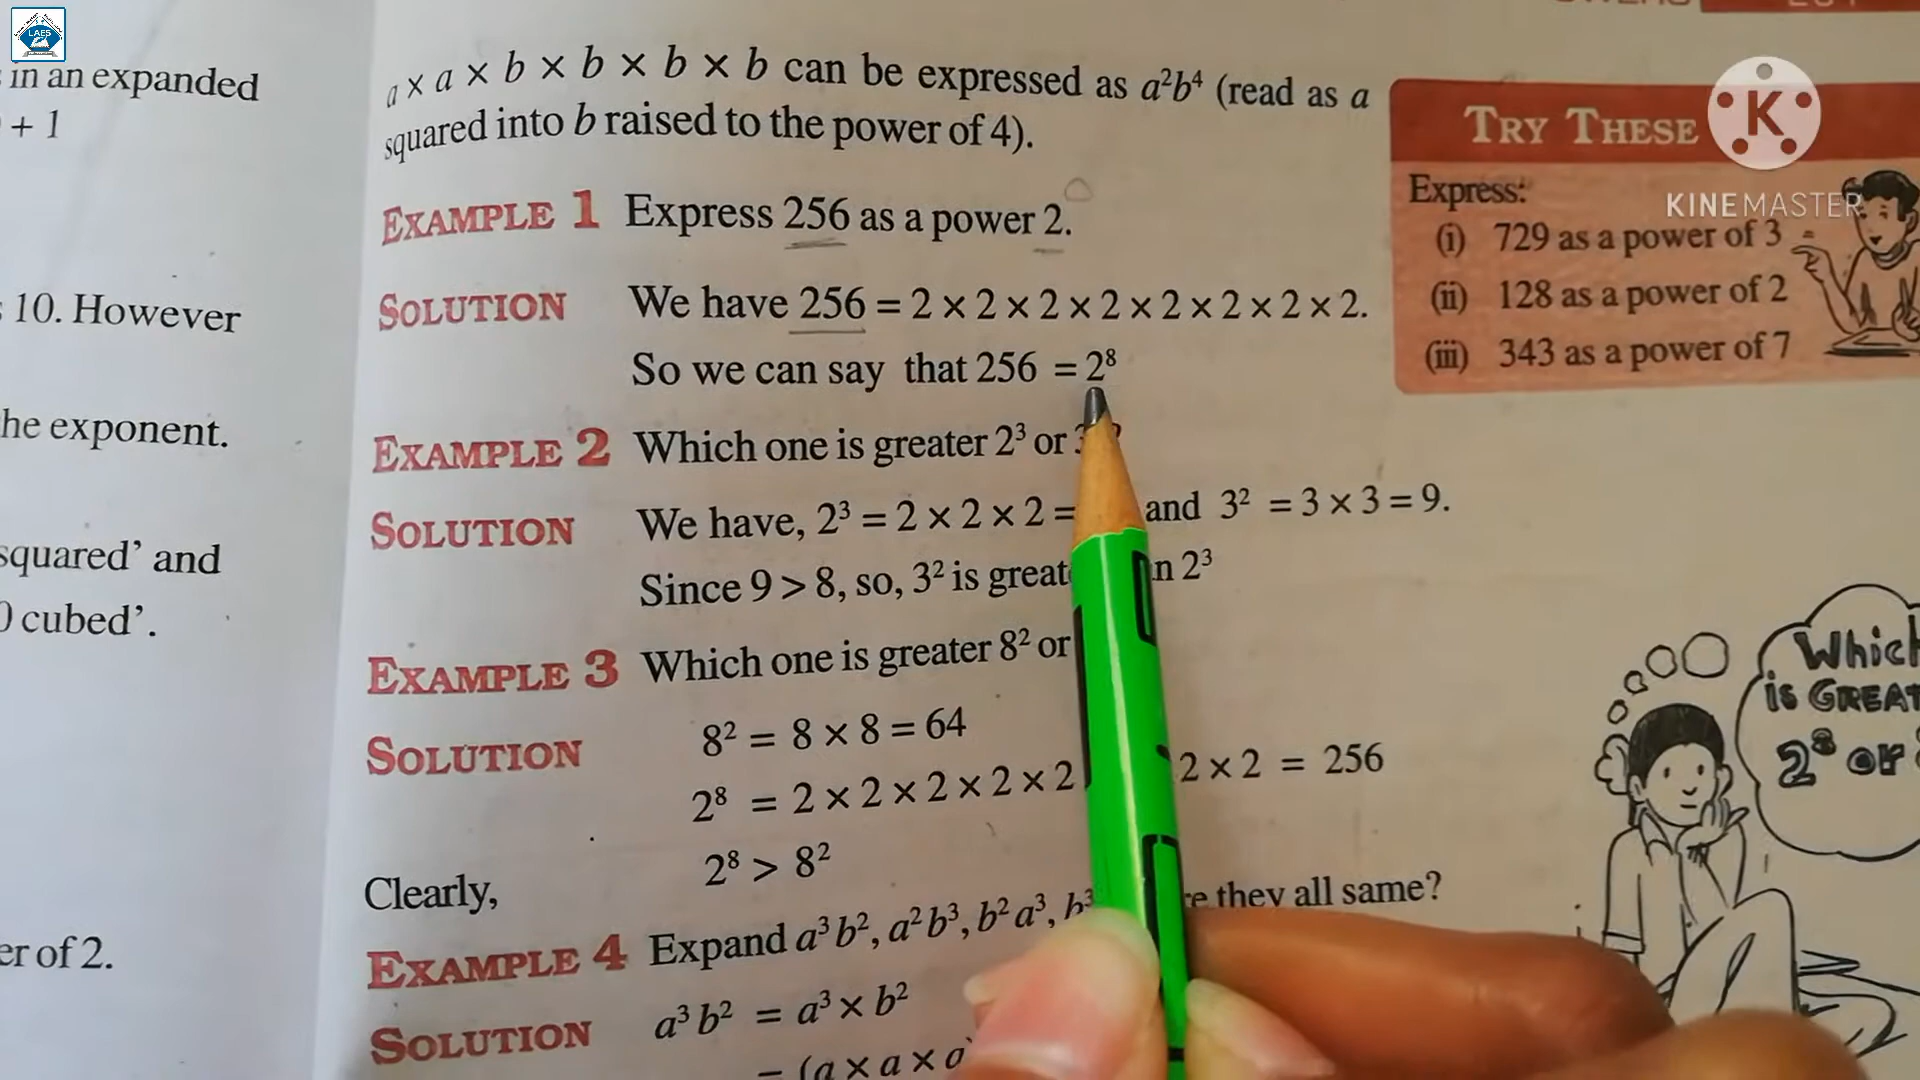 LAES
in an expanded
+ 1
10. However
he exponent.
squared’ and
0 cubed’.
er of 2.
a × a × b × b × b × b can be expressed as a²b⁴ (read as a
squared into b raised to the power of 4).
EXAMPLE 1 Express 256 as a power 2.
SOLUTION We have 256 = 2 × 2 × 2 × 2 × 2 × 2 × 2 × 2.
So we can say that 256 = 2⁸
EXAMPLE 2 Which one is greater 2³ or
SOLUTION We have, 2³ = 2 × 2 × 2 = and 3² = 3 × 3 = 9.
Since 9 > 8, so, 3² is great n 2³
EXAMPLE 3 Which one is greater 8² or
SOLUTION 8² = 8 × 8 = 64
2⁸ = 2 × 2 × 2 × 2 × 2 2 × 2 = 256
Clearly, 2⁸ > 8²
EXAMPLE 4 Expand a³b², a²b³, b²a³, b³ e they all same?
SOLUTION a³b² = a³ × b²
= (a × a × a)
TRY THESE
Express:
(i) 729 as a power of 3
(ii) 128 as a power of 2
(iii) 343 as a power of 7
K
KINEMASTER
Which
is GREAT
2⁸ or